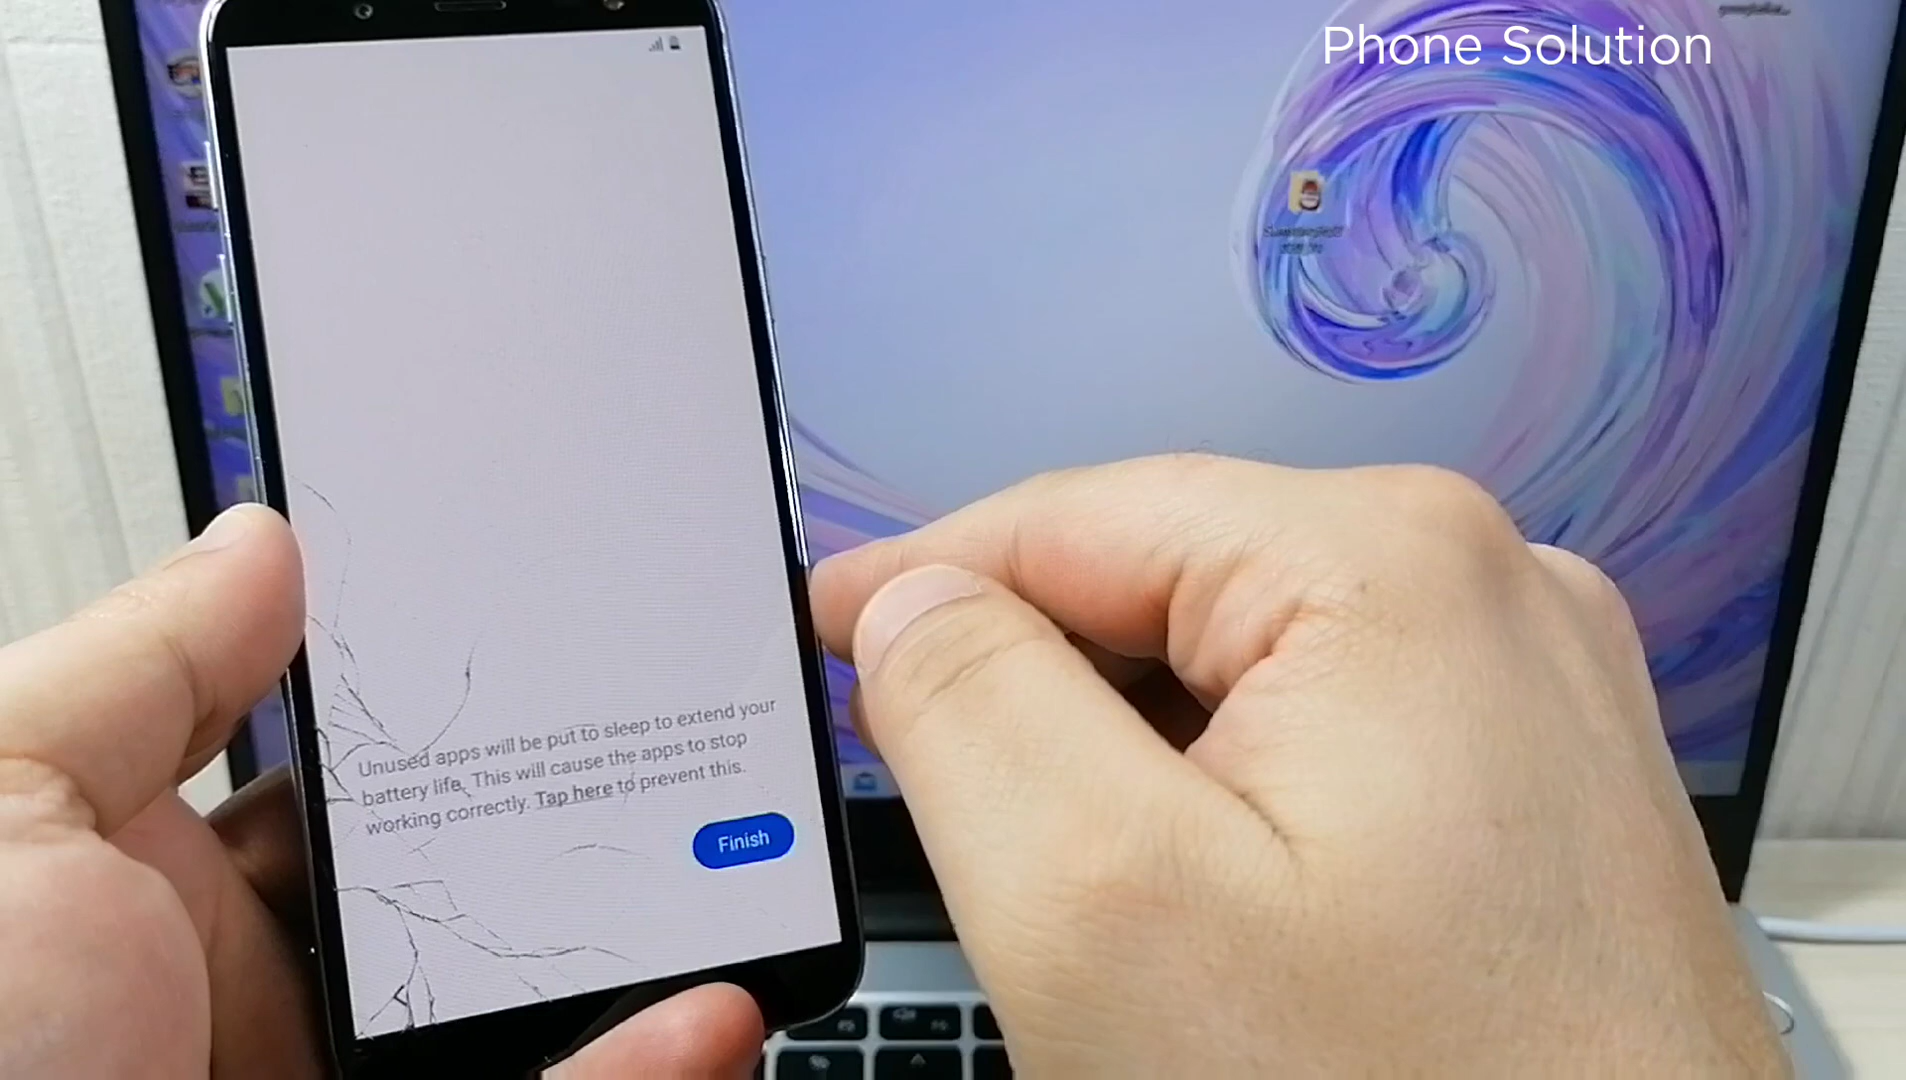 Phone Solution
Unused apps will be put to sleep to extend your
battery life. This will cause the apps to stop
working correctly. Tap here to prevent this.
Finish